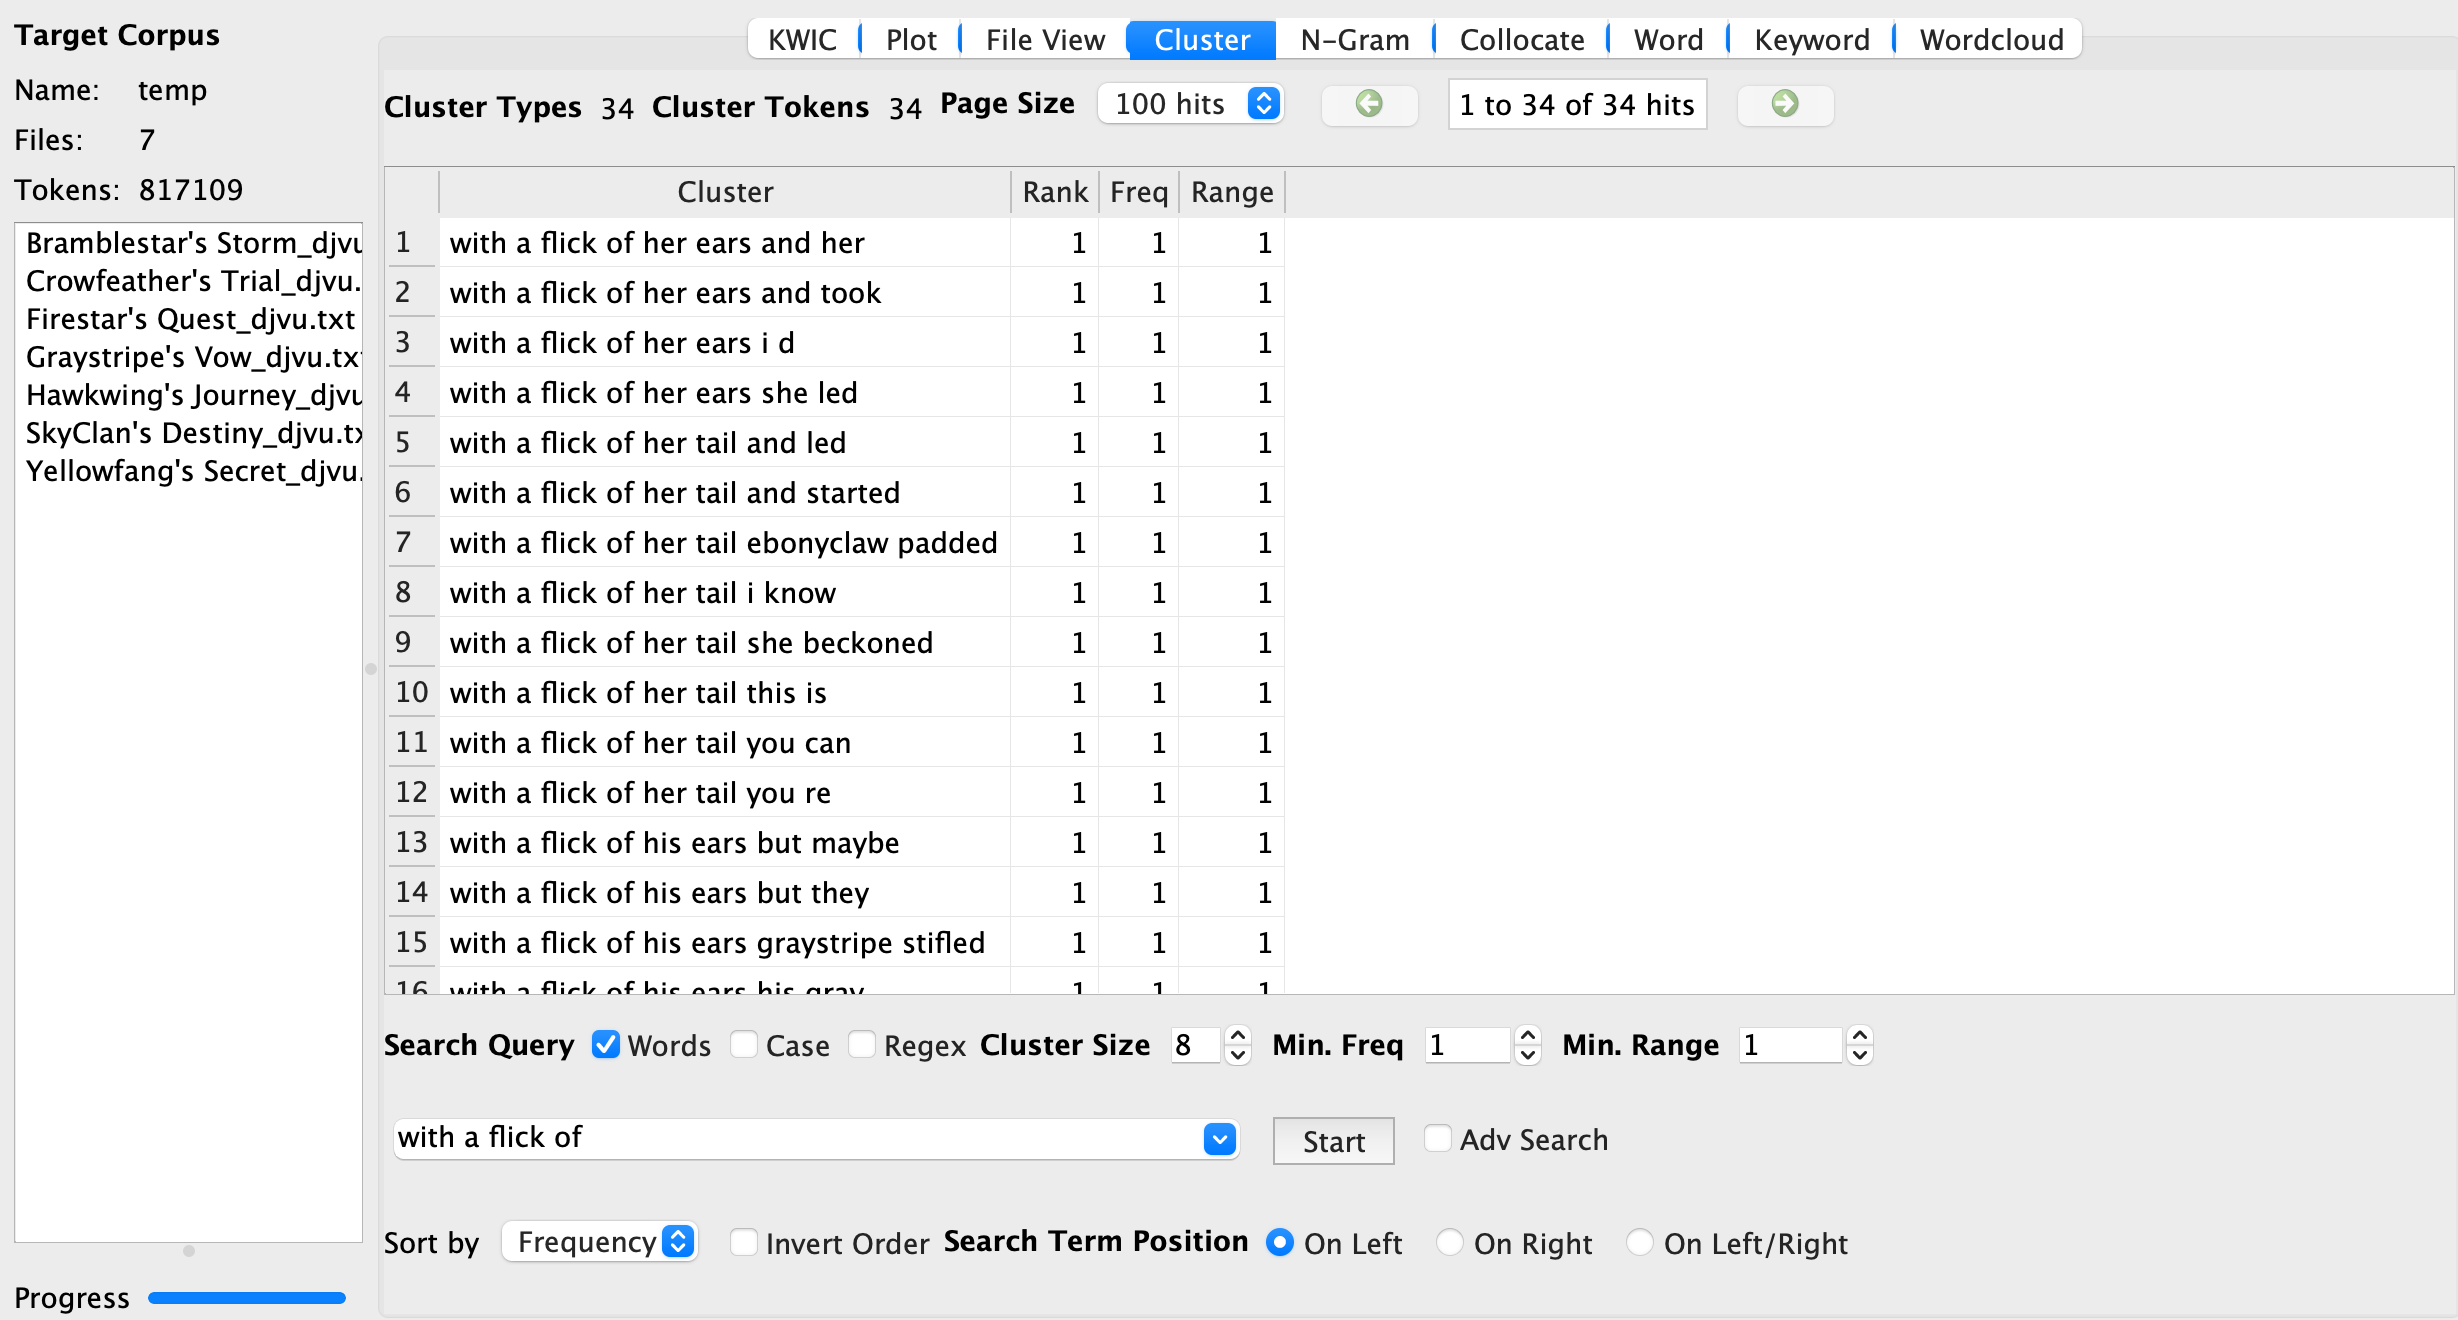 Target Corpus
Name: temp
Files: 7
Tokens: 817109
Bramblestar's Storm_djvu
Crowfeather's Trial_djvu.
Firestar's Quest_djvu.txt
Graystripe's Vow_djvu.txt
Hawkwing's Journey_djvu
SkyClan's Destiny_djvu.tx
Yellowfang's Secret_djvu.
Progress
KWIC Plot File View Cluster N-Gram Collocate Word Keyword Wordcloud
Cluster Types 34 Cluster Tokens 34 Page Size 100 hits 1 to 34 of 34 hits
Cluster Rank Freq Range
1 with a flick of her ears and her 1 1 1
2 with a flick of her ears and took 1 1 1
3 with a flick of her ears i d 1 1 1
4 with a flick of her ears she led 1 1 1
5 with a flick of her tail and led 1 1 1
6 with a flick of her tail and started 1 1 1
7 with a flick of her tail ebonyclaw padded 1 1 1
8 with a flick of her tail i know 1 1 1
9 with a flick of her tail she beckoned 1 1 1
10 with a flick of her tail this is 1 1 1
11 with a flick of her tail you can 1 1 1
12 with a flick of her tail you re 1 1 1
13 with a flick of his ears but maybe 1 1 1
14 with a flick of his ears but they 1 1 1
15 with a flick of his ears graystripe stifled 1 1 1
16 with a flick of his ears his gray 1 1 1
Search Query Words Case Regex Cluster Size 8 Min. Freq 1 Min. Range 1
with a flick of Start Adv Search
Sort by Frequency Invert Order Search Term Position On Left On Right On Left/Right